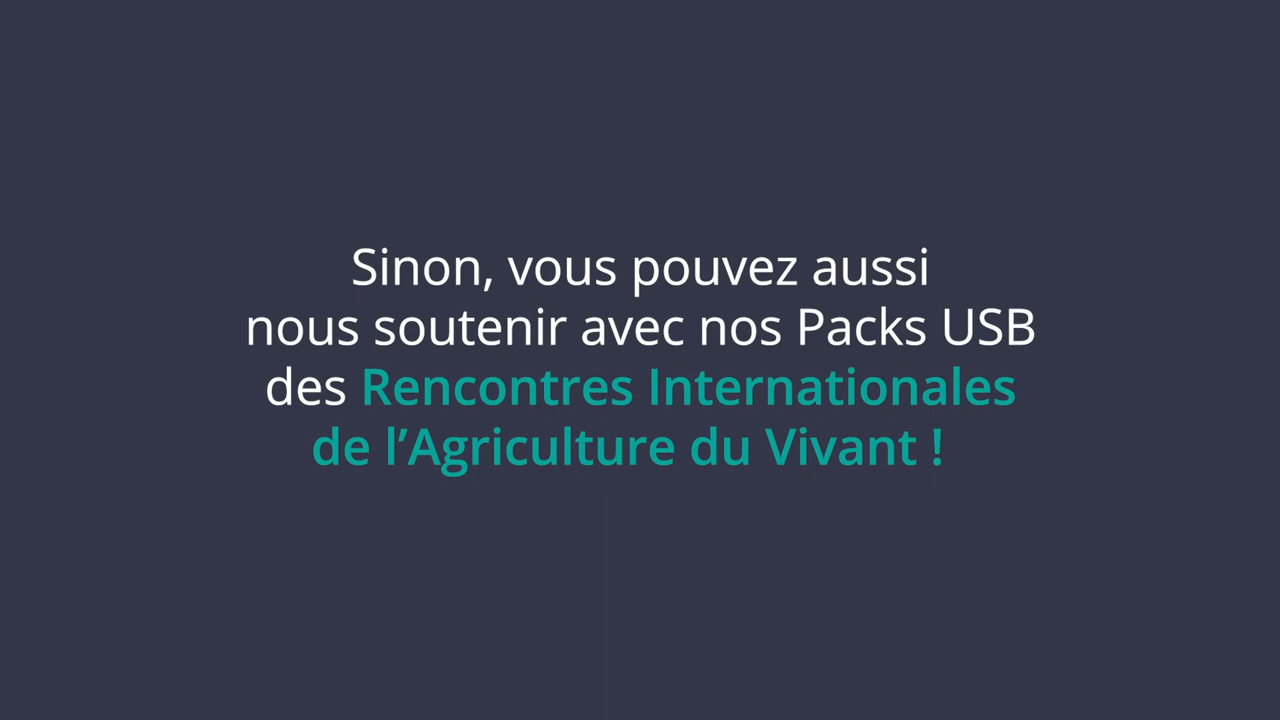 Sinon, vous pouvez aussi
nous soutenir avec nos Packs USB
des Rencontres Internationales
de l’Agriculture du Vivant !